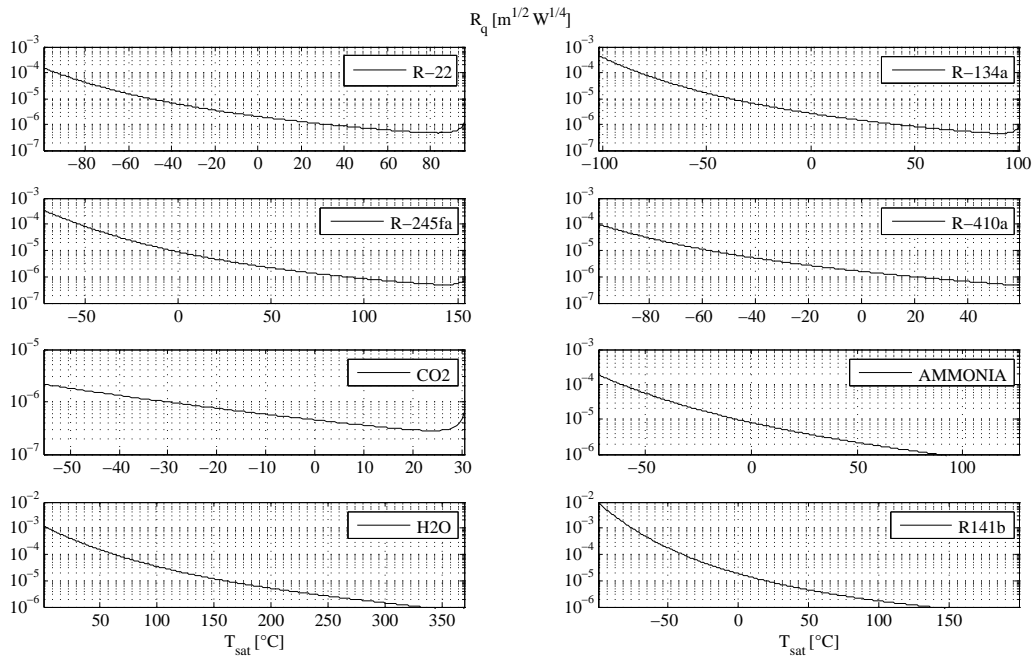 R_q [m^{1/2} W^{1/4}]
10^{-3}
10^{-4}
10^{-5}
10^{-6}
10^{-7}
R−22
−80 −60 −40 −20 0 20 40 60 80
10^{-3}
10^{-4}
10^{-5}
10^{-6}
10^{-7}
R−134a
−100 −50 0 50 100
10^{-3}
10^{-4}
10^{-5}
10^{-6}
10^{-7}
R−245fa
−50 0 50 100 150
10^{-3}
10^{-4}
10^{-5}
10^{-6}
10^{-7}
R−410a
−80 −60 −40 −20 0 20 40
10^{-5}
10^{-6}
10^{-7}
CO2
−50 −40 −30 −20 −10 0 10 20 30
10^{-3}
10^{-4}
10^{-5}
10^{-6}
AMMONIA
−50 0 50 100
10^{-2}
10^{-3}
10^{-4}
10^{-5}
10^{-6}
H2O
50 100 150 200 250 300 350
T_sat [°C]
10^{-2}
10^{-3}
10^{-4}
10^{-5}
10^{-6}
R141b
−50 0 50 100 150
T_sat [°C]